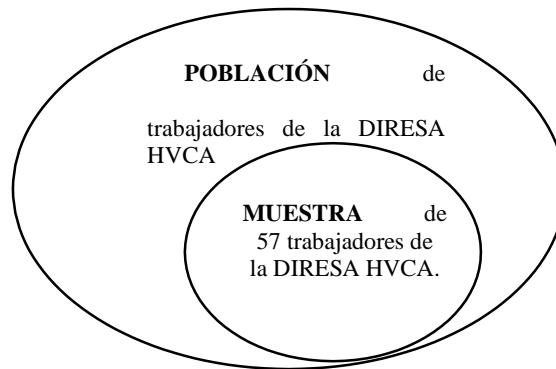 POBLACIÓN de
trabajadores de la DIRESA
HVCA
MUESTRA de
57 trabajadores de
la DIRESA HVCA.